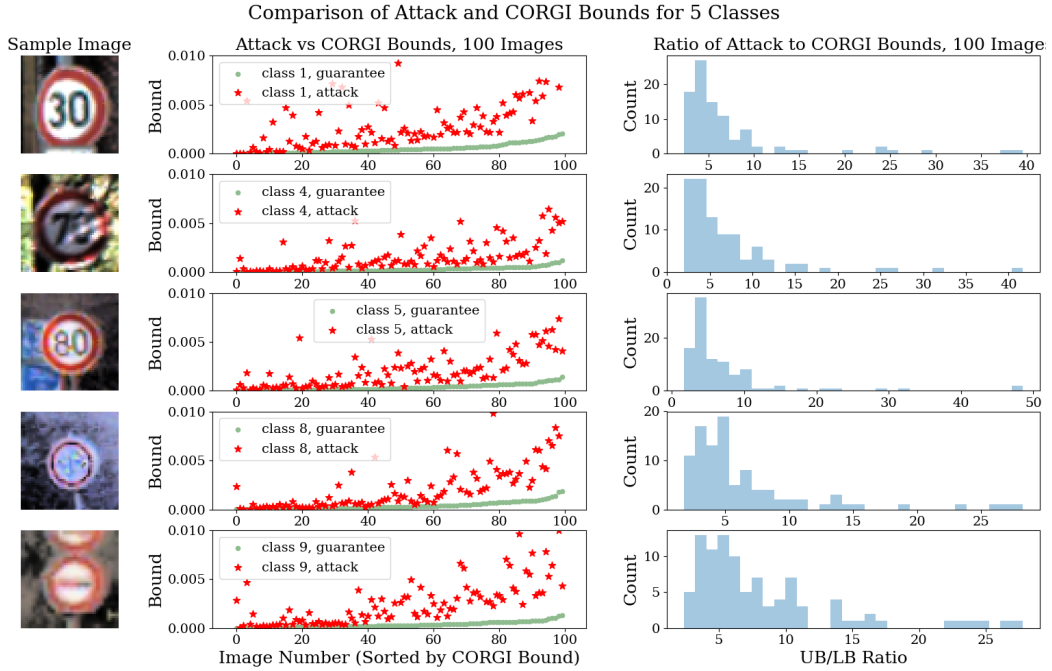 Comparison of Attack and CORGI Bounds for 5 Classes
Sample Image
Attack vs CORGI Bounds, 100 Images
Ratio of Attack to CORGI Bounds, 100 Images
30
Bound
0.010
0.005
0.000
class 1, guarantee
class 1, attack
0 20 40 60 80 100
Count
20
10
0
5 10 15 20 25 30 35 40
Bound
0.010
0.005
0.000
class 4, guarantee
class 4, attack
0 20 40 60 80 100
Count
20
10
0
0 5 10 15 20 25 30 35 40
80
Bound
0.010
0.005
0.000
class 5, guarantee
class 5, attack
0 20 40 60 80 100
Count
20
0
0 10 20 30 40 50
Bound
0.010
0.005
0.000
class 8, guarantee
class 8, attack
0 20 40 60 80 100
Count
20
10
0
5 10 15 20 25
Bound
0.010
0.005
0.000
class 9, guarantee
class 9, attack
0 20 40 60 80 100
Image Number (Sorted by CORGI Bound)
Count
10
5
0
5 10 15 20 25
UB/LB Ratio